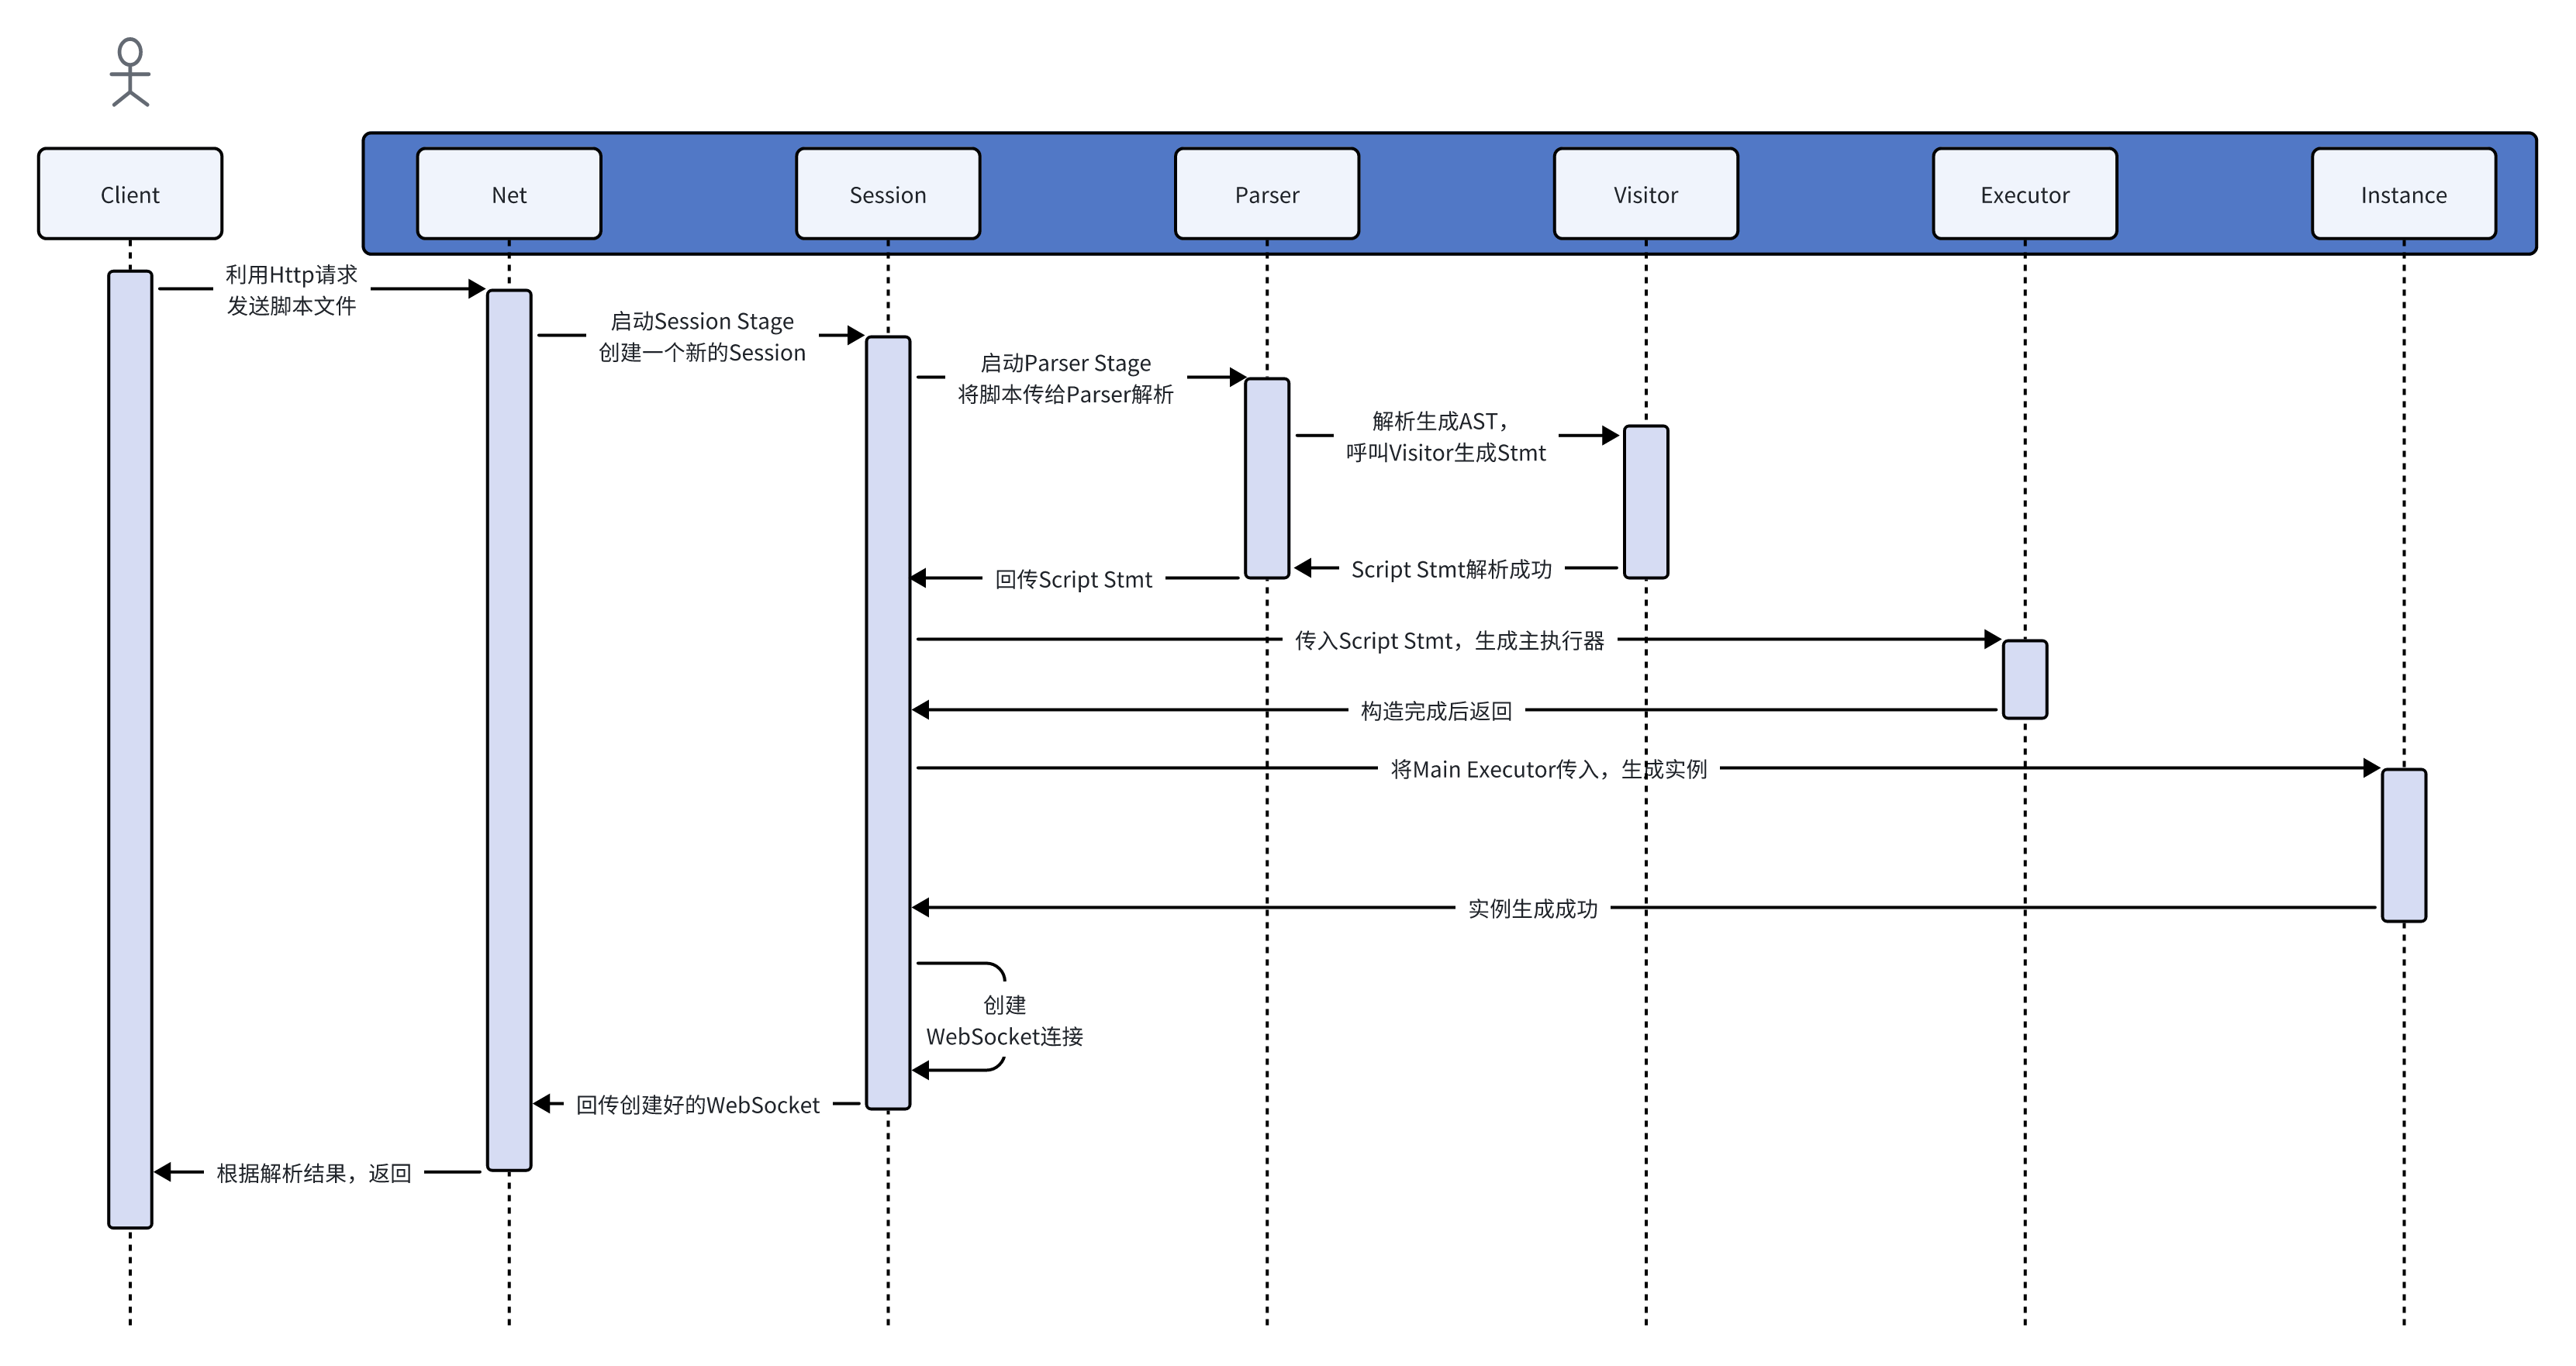 Client
Net
Session
Parser
Visitor
Executor
Instance
利用Http请求
发送脚本文件
启动Session Stage
创建一个新的Session
启动Parser Stage
将脚本传给Parser解析
解析生成AST，
呼叫Visitor生成Stmt
Script Stmt解析成功
回传Script Stmt
传入Script Stmt，生成主执行器
构造完成后返回
将Main Executor传入，生成实例
实例生成成功
创建
WebSocket连接
回传创建好的WebSocket
根据解析结果，返回